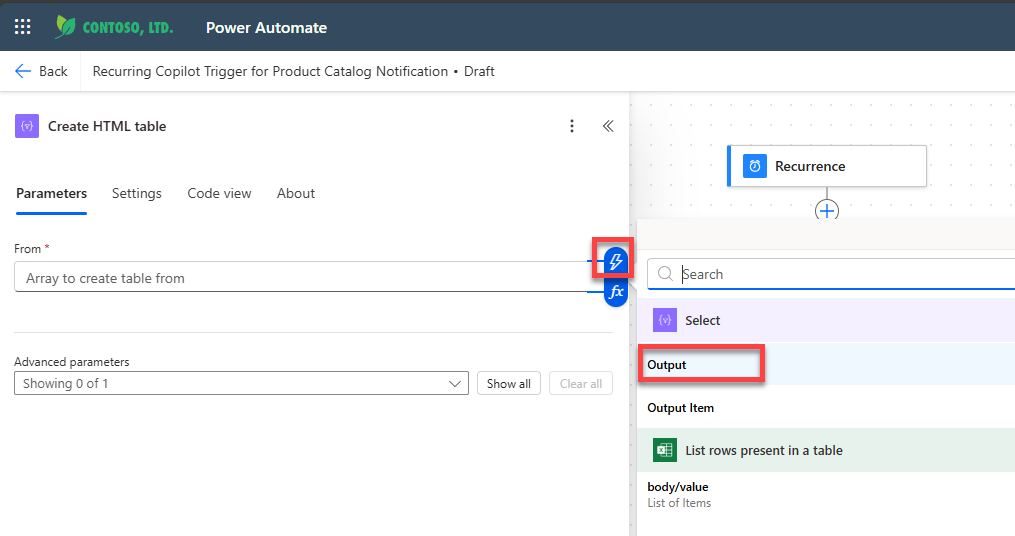 CONTOSO, LTD. Power Automate
Back Recurring Copilot Trigger for Product Catalog Notification • Draft
{v} Create HTML table
Parameters Settings Code view About
From *
Array to create table from
fx
Advanced parameters
Showing 0 of 1 Show all Clear all
Recurrence
Search
{v} Select
Output
Output Item
List rows present in a table
body/value
List of Items